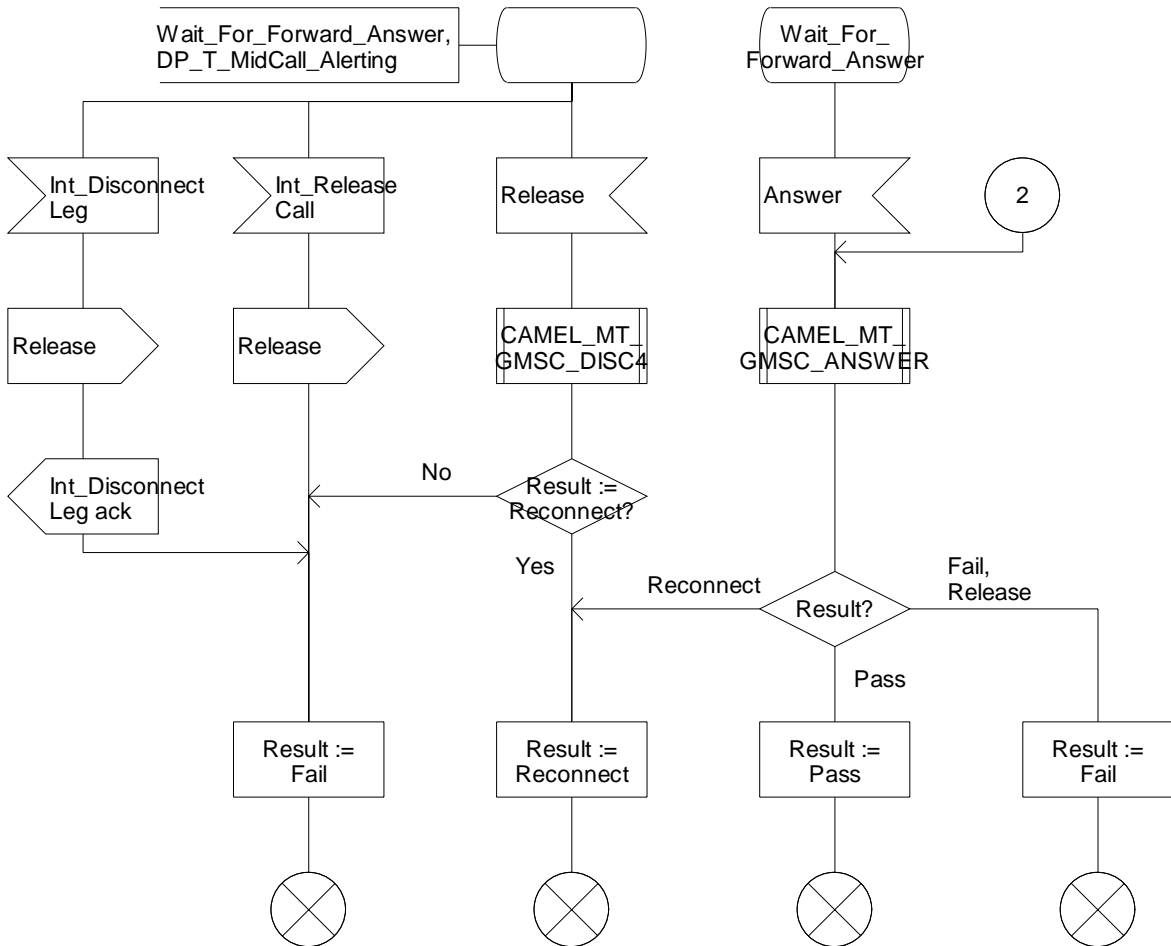 Wait_For_Forward_Answer,
DP_T_MidCall_Alerting
Wait_For_
Forward_Answer
Int_Disconnect
Leg
Int_Release
Call
Release
Answer
2
Release
Release
CAMEL_MT_
GMSC_DISC4
CAMEL_MT_
GMSC_ANSWER
Int_Disconnect
Leg ack
No
Result :=
Reconnect?
Yes
Reconnect
Result?
Fail,
Release
Pass
Result :=
Fail
Result :=
Reconnect
Result :=
Pass
Result :=
Fail